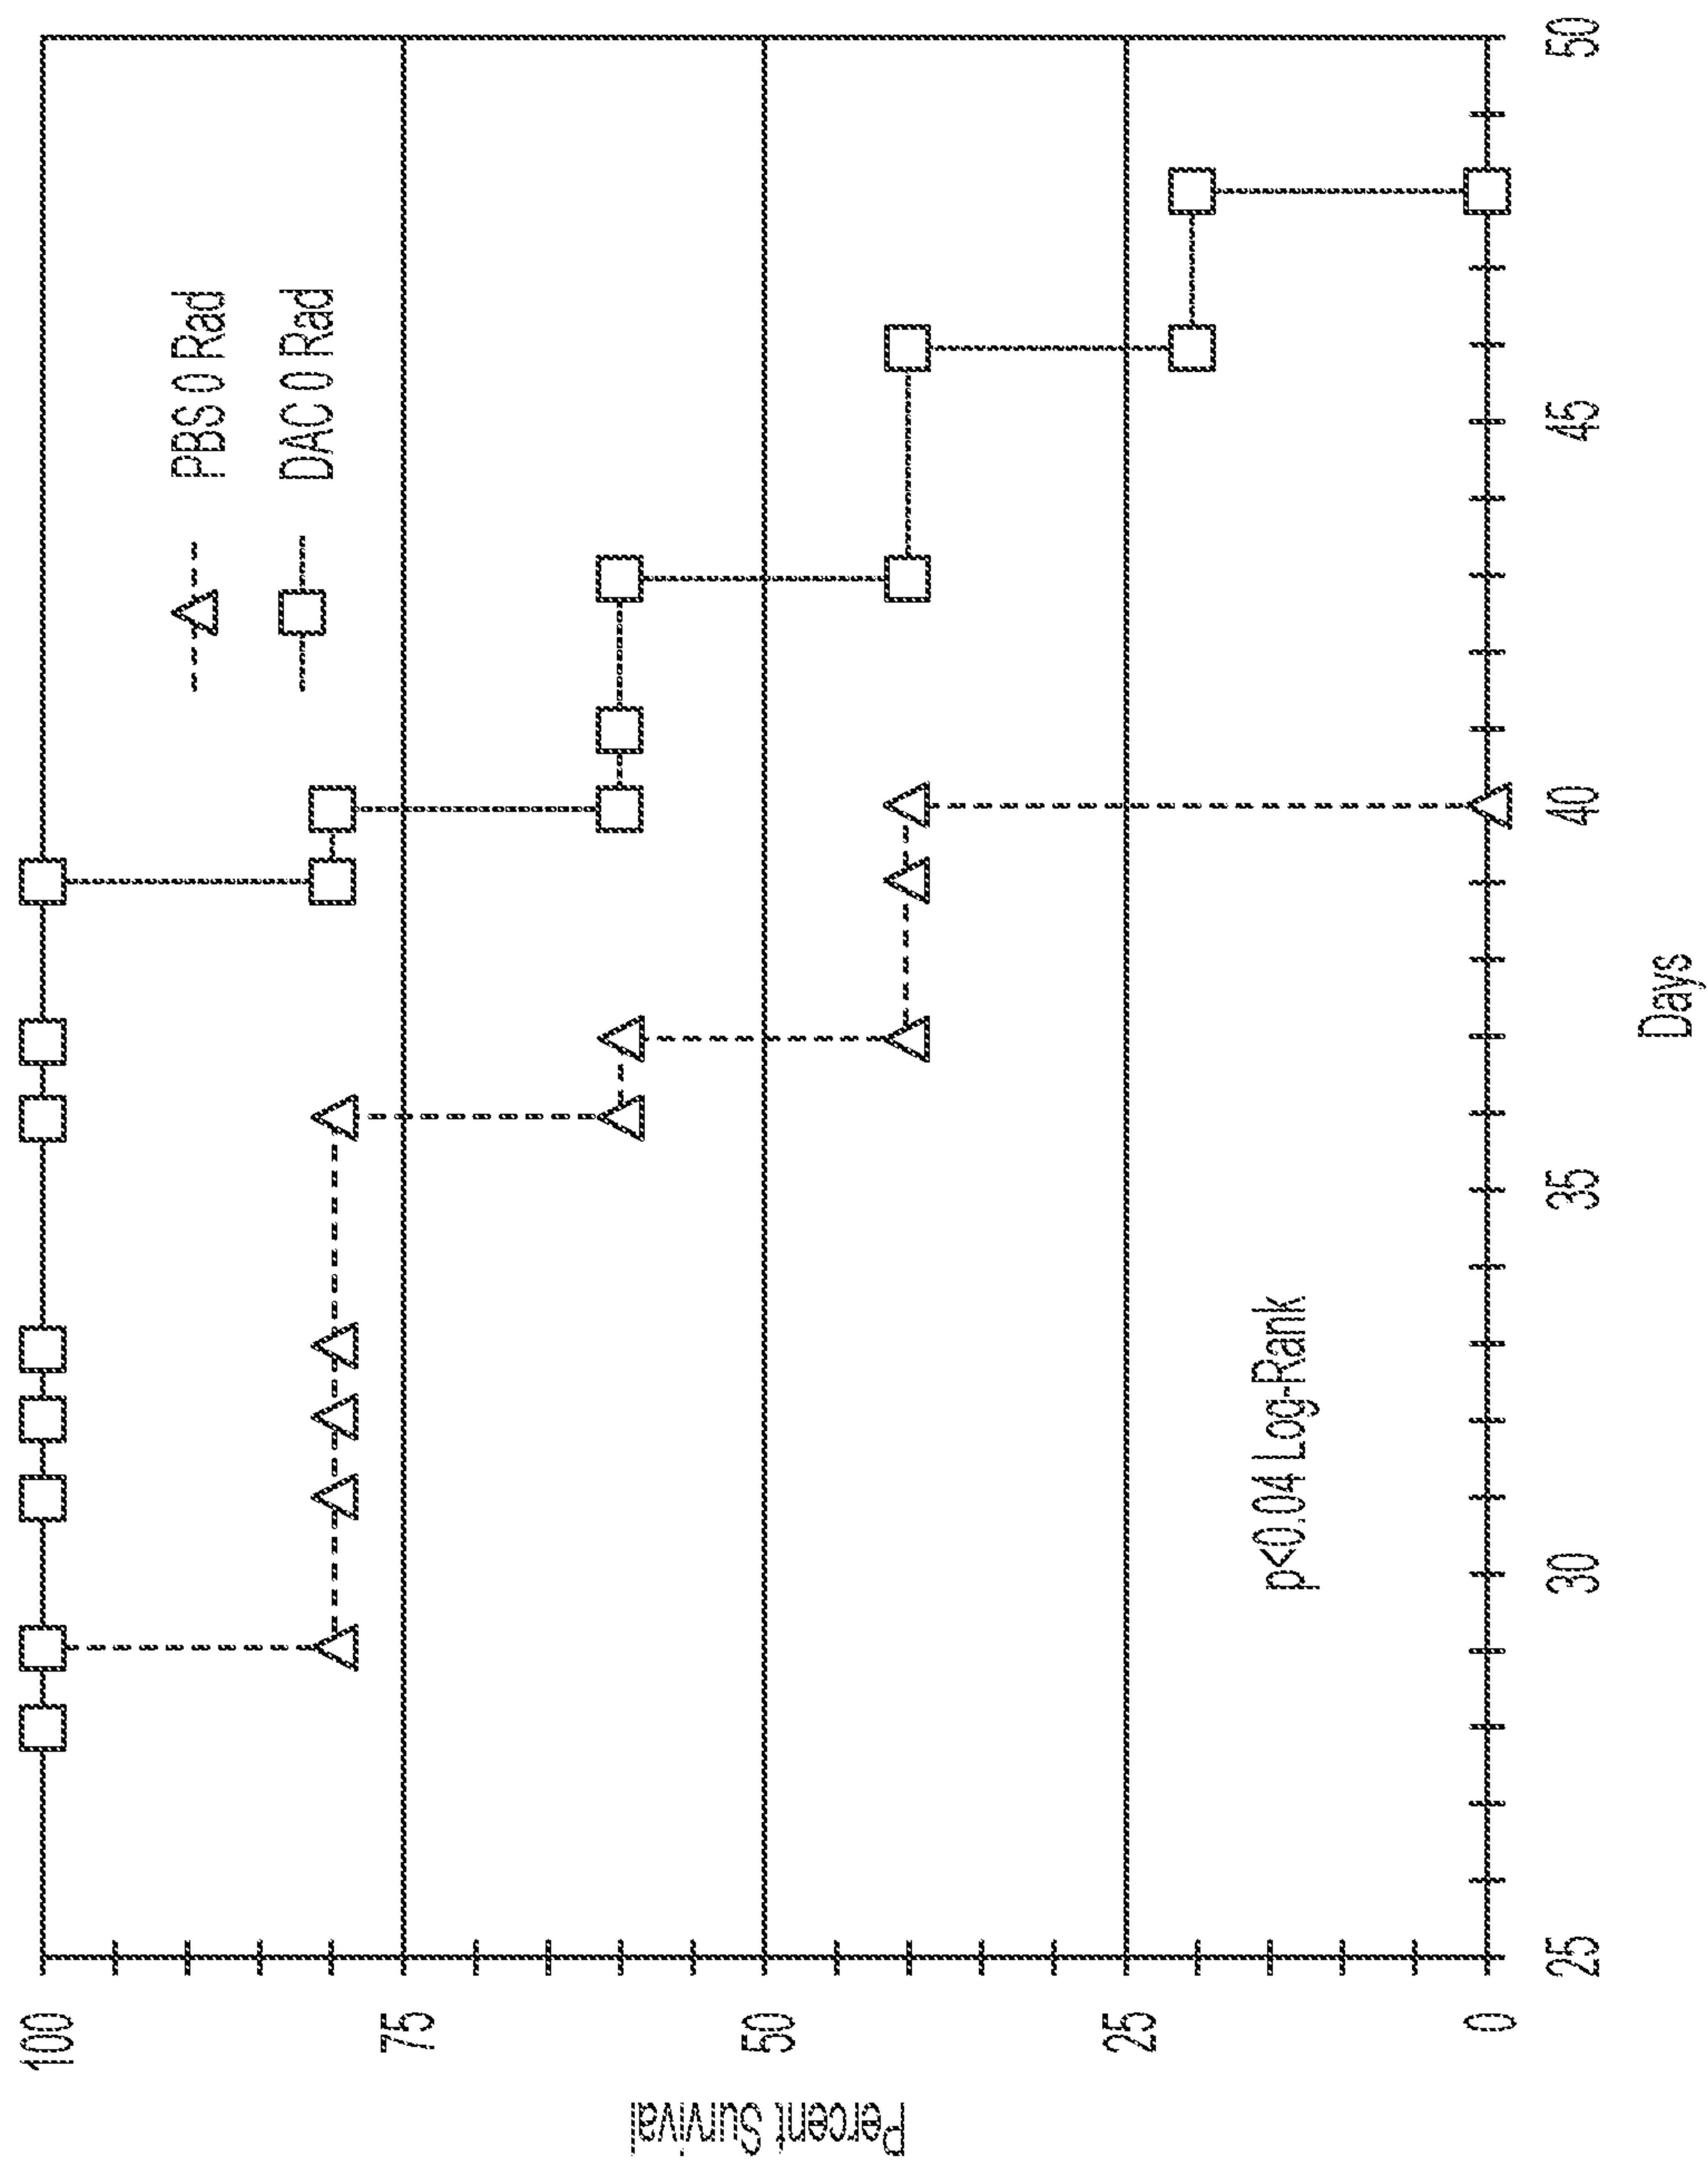 100
75
50
25
0
Percent Survival
PBS 0 Rad
DAC 0 Rad
p<0.04 Log-Rank
25
30
35
40
45
50
Days